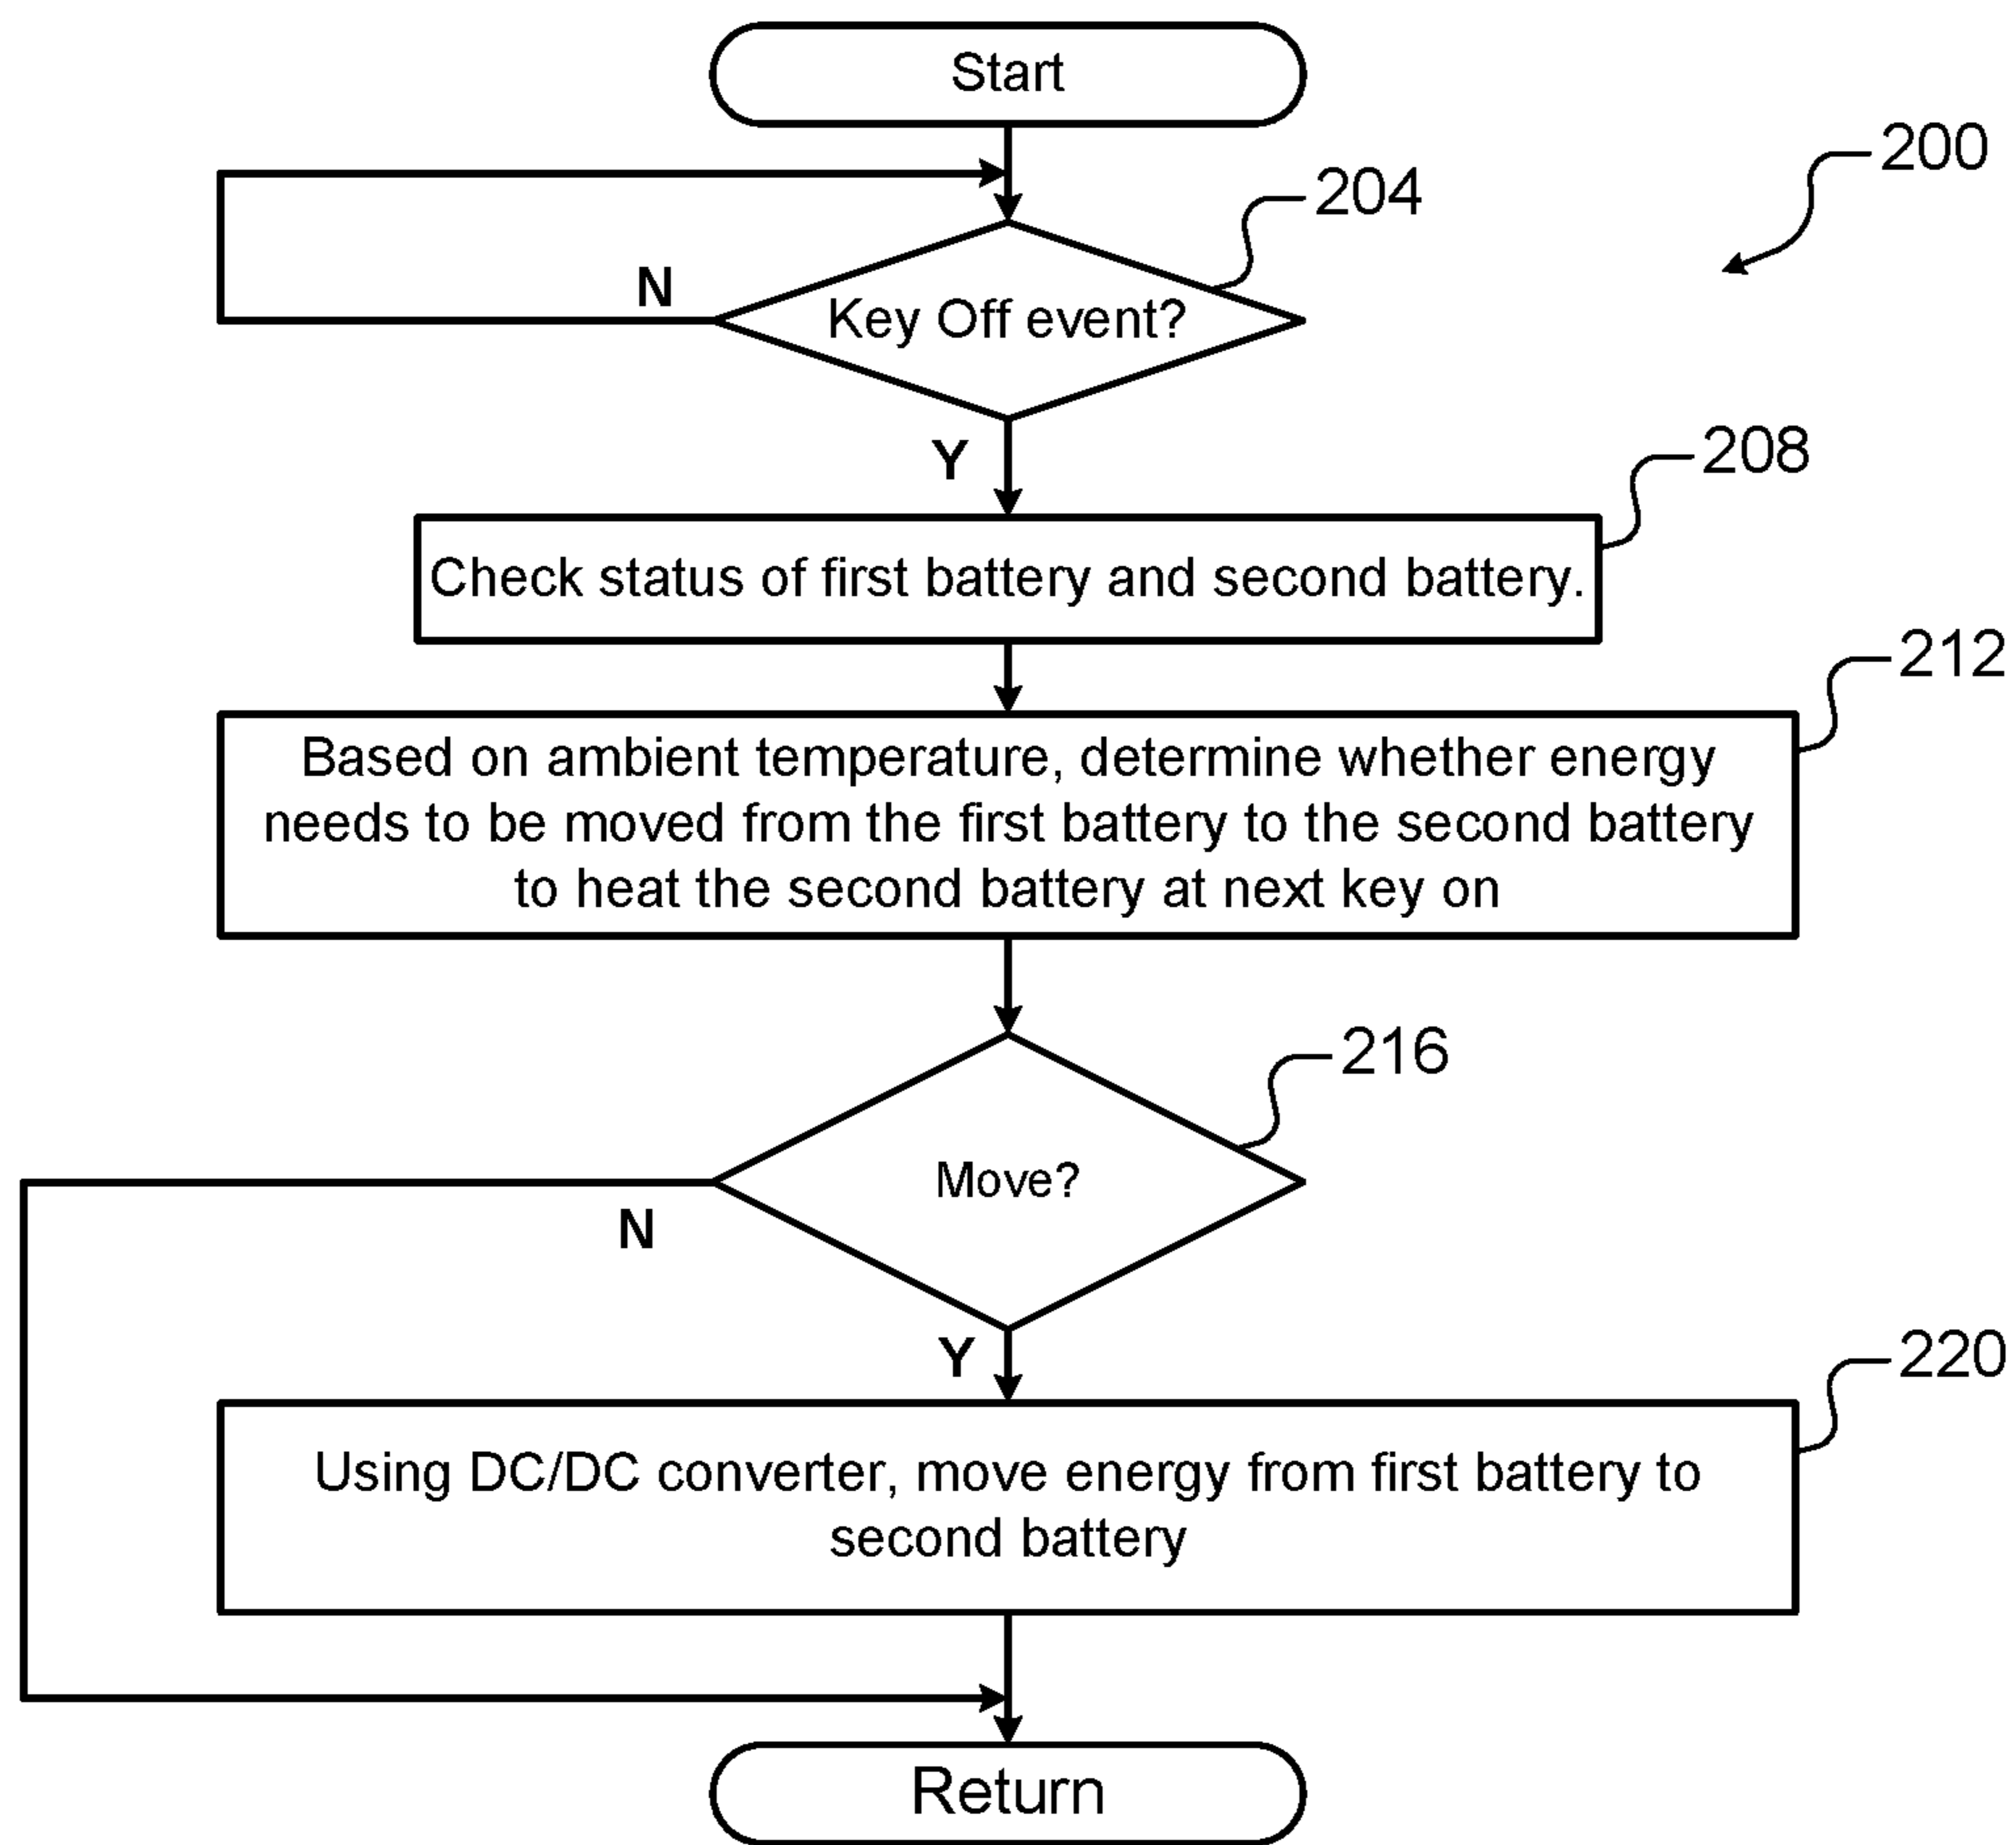 Start
200
204
N
Key Off event?
Y
208
Check status of first battery and second battery.
212
Based on ambient temperature, determine whether energy
needs to be moved from the first battery to the second battery
to heat the second battery at next key on
216
Move?
N
Y
220
Using DC/DC converter, move energy from first battery to
second battery
Return